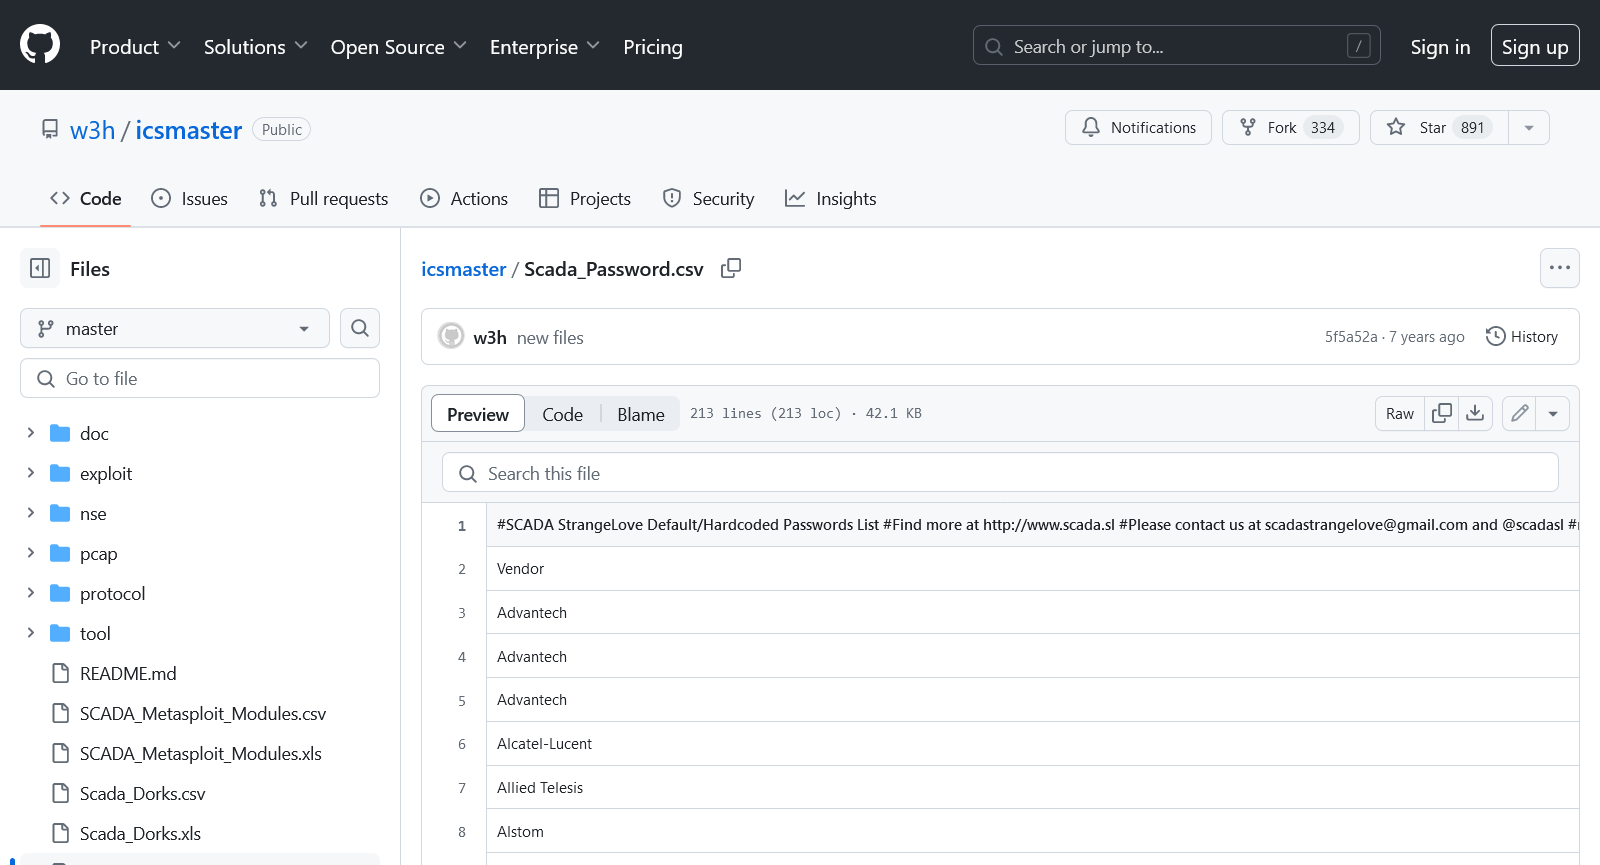 Product Solutions Open Source Enterprise Pricing Search or jump to... / Sign in Sign up
w3h / icsmaster Public Notifications Fork 334 Star 891
Code Issues Pull requests Actions Projects Security Insights
Files
master
Go to file
doc
exploit
nse
pcap
protocol
tool
README.md
SCADA_Metasploit_Modules.csv
SCADA_Metasploit_Modules.xls
Scada_Dorks.csv
Scada_Dorks.xls
icsmaster / Scada_Password.csv
w3h new files 5f5a52a · 7 years ago History
Preview Code Blame 213 lines (213 loc) · 42.1 KB Raw
Search this file
1 #SCADA StrangeLove Default/Hardcoded Passwords List #Find more at http://www.scada.sl #Please contact us at scadastrangelove@gmail.com and @scadasl
2 Vendor
3 Advantech
4 Advantech
5 Advantech
6 Alcatel-Lucent
7 Allied Telesis
8 Alstom